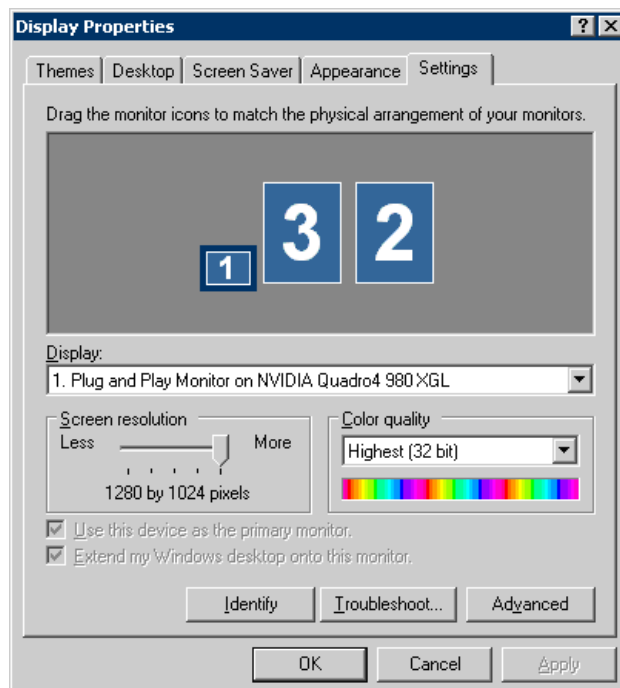 Display Properties
Themes Desktop Screen Saver Appearance Settings
Drag the monitor icons to match the physical arrangement of your monitors.
1 3 2
Display:
1. Plug and Play Monitor on NVIDIA Quadro4 980 XGL
Screen resolution
Less More
1280 by 1024 pixels
Color quality
Highest (32 bit)
Use this device as the primary monitor.
Extend my Windows desktop onto this monitor.
Identify Troubleshoot... Advanced
OK Cancel Apply